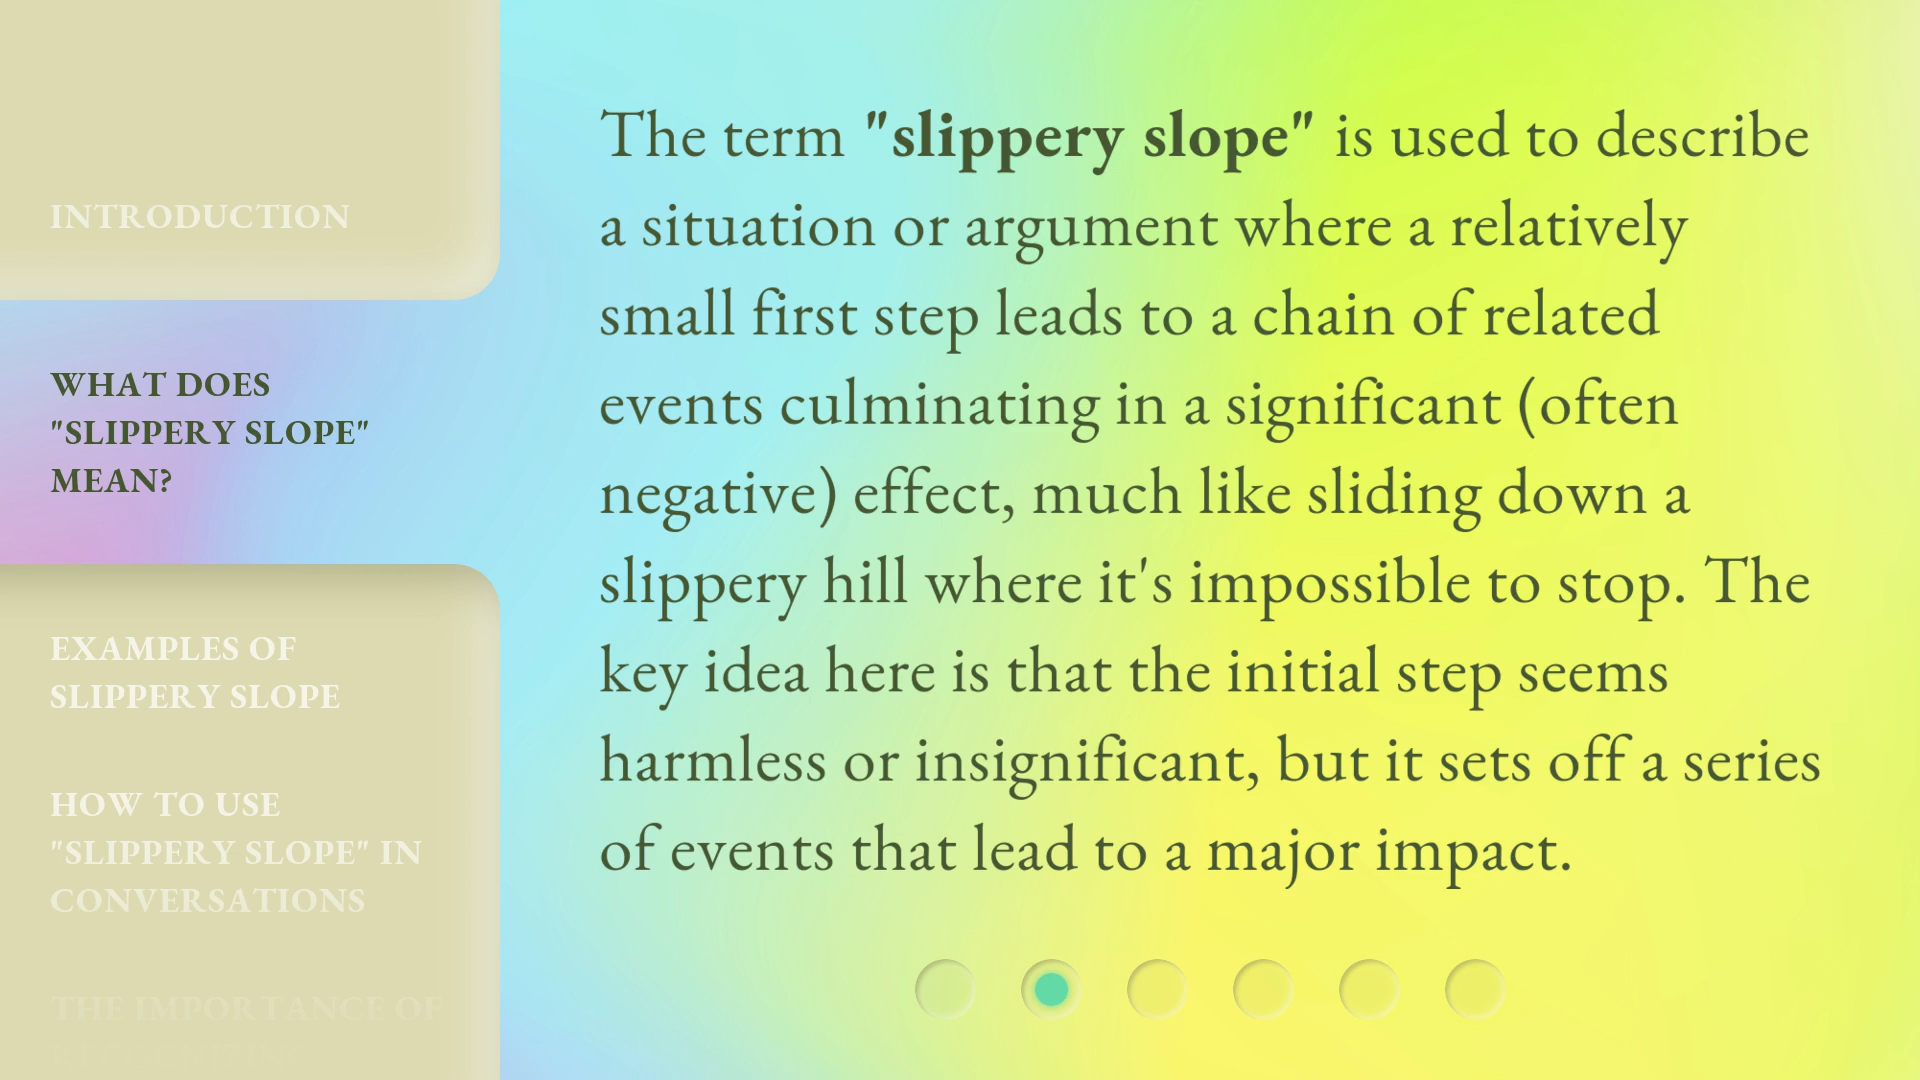 INTRODUCTION
WHAT DOES
"SLIPPERY SLOPE"
MEAN?
EXAMPLES OF
SLIPPERY SLOPE
HOW TO USE
"SLIPPERY SLOPE" IN
CONVERSATIONS
THE IMPORTANCE OF
The term "slippery slope" is used to describe
a situation or argument where a relatively
small first step leads to a chain of related
events culminating in a significant (often
negative) effect, much like sliding down a
slippery hill where it's impossible to stop. The
key idea here is that the initial step seems
harmless or insignificant, but it sets off a series
of events that lead to a major impact.